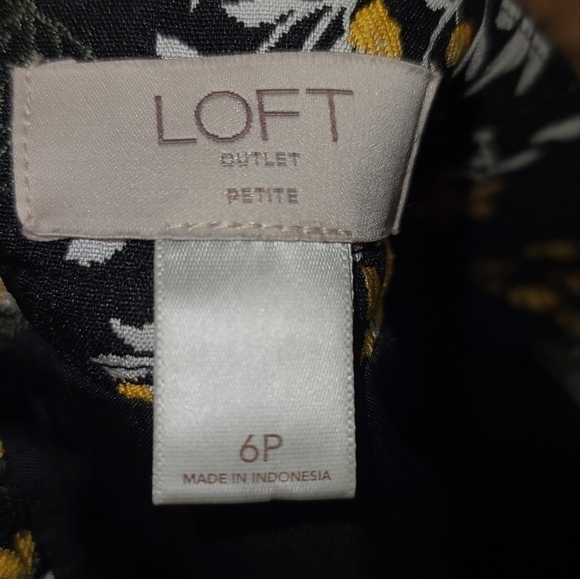 LOFT
OUTLET
PETITE
6P
MADE IN INDONESIA